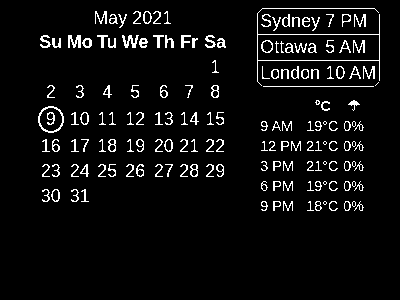 May 2021
Su Mo Tu We Th Fr Sa
1
2 3 4 5 6 7 8
9 10 11 12 13 14 15
16 17 18 19 20 21 22
23 24 25 26 27 28 29
30 31
Sydney 7 PM
Ottawa 5 AM
London 10 AM
°C ☂
9 AM 19°C 0%
12 PM 21°C 0%
3 PM 21°C 0%
6 PM 19°C 0%
9 PM 18°C 0%